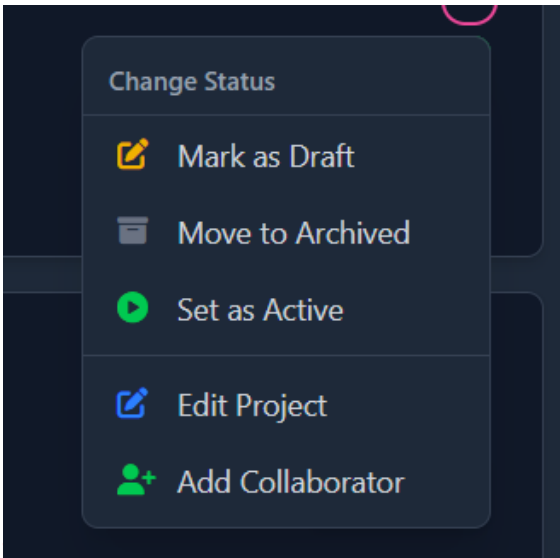 Change Status
Mark as Draft
Move to Archived
Set as Active
Edit Project
Add Collaborator